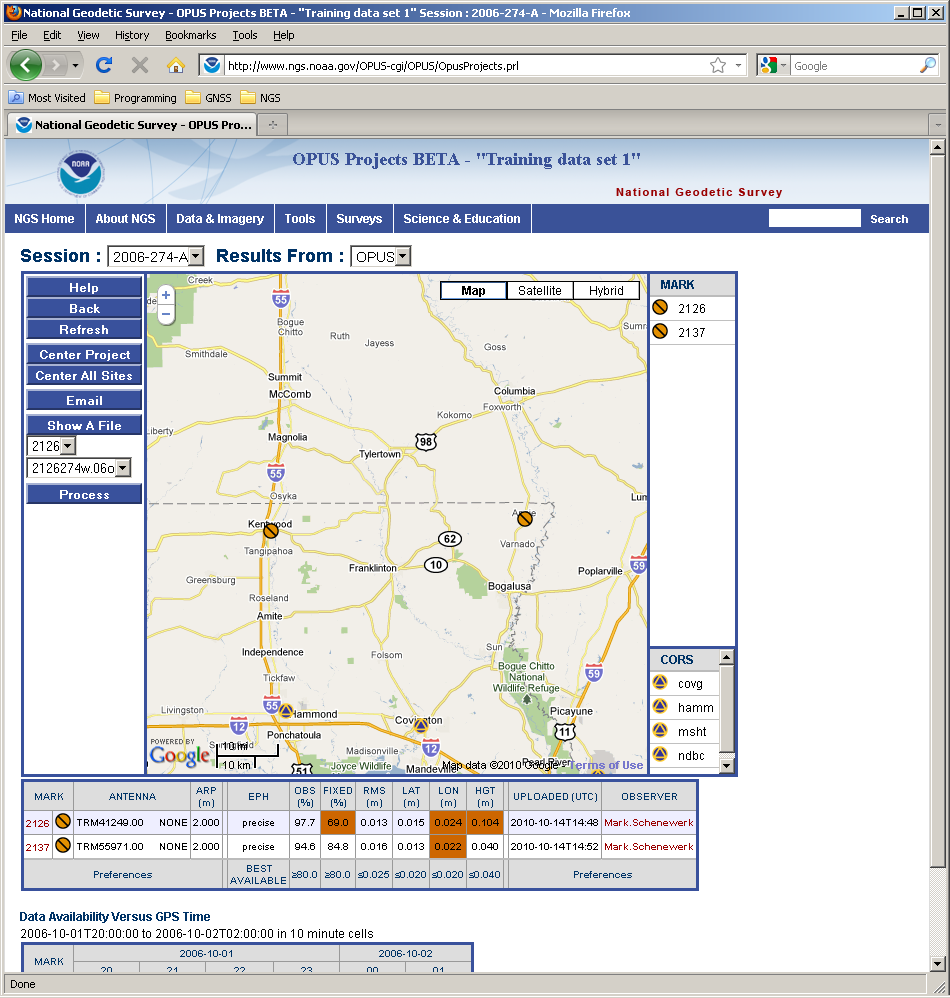 National Geodetic Survey - OPUS Projects BETA - "Training data set 1" Session : 2006-274-A - Mozilla Firefox
File Edit View History Bookmarks Tools Help
http://www.ngs.noaa.gov/OPUS-cgi/OPUS/OpusProjects.prl
Google
Most Visited Programming GNSS NGS
National Geodetic Survey - OPUS Pro...
NOAA
OPUS Projects BETA - "Training data set 1"
National Geodetic Survey
NGS Home About NGS Data & Imagery Tools Surveys Science & Education Search
Session : 2006-274-A Results From : OPUS
Help
Back
Refresh
Center Project
Center All Sites
Email
Show A File
2126
2126274w.06o
Process
Map Satellite Hybrid
Creek
55
Bogue
Chitto
Ruth
Jayess
Goss
Smithdale
Summit
McComb
Columbia
Foxworth
Kokomo
Liberty
Magnolia
98
Tylertown
55
Osyka
Kentwood
Tangipahoa
62
Varnado
10
Franklinton
Poplarville
59
Greensburg
Bogalusa
Roseland
Amite
Independence
Folsom
Sun
Bogue Chitto
National
Wildlife Refuge
59
Tickfaw
Livingston
55
Hammond
Covington
Picayune
12
Ponchatoula
12
11
Madisonville
Mandeville
Joyce Wildlife
51
Pearl River
POWERED BY
Google
10 mi
10 km
Map data ©2010 Google - Terms of Use
MARK
2126
2137
CORS
covg
hamm
msht
ndbc
MARK ANTENNA ARP (m) EPH OBS (%) FIXED (%) RMS (m) LAT (m) LON (m) HGT (m) UPLOADED (UTC) OBSERVER
2126 TRM41249.00 NONE 2.000 precise 97.7 69.0 0.013 0.015 0.024 0.104 2010-10-14T14:48 Mark.Schenewerk
2137 TRM55971.00 NONE 2.000 precise 94.6 84.8 0.016 0.013 0.022 0.040 2010-10-14T14:52 Mark.Schenewerk
Preferences BEST AVAILABLE ≥80.0 ≥80.0 ≤0.025 ≤0.020 ≤0.020 ≤0.040 Preferences
Data Availability Versus GPS Time
2006-10-01T20:00:00 to 2006-10-02T02:00:00 in 10 minute cells
MARK 2006-10-01 2006-10-02
20 21 22 23 00 01
Done